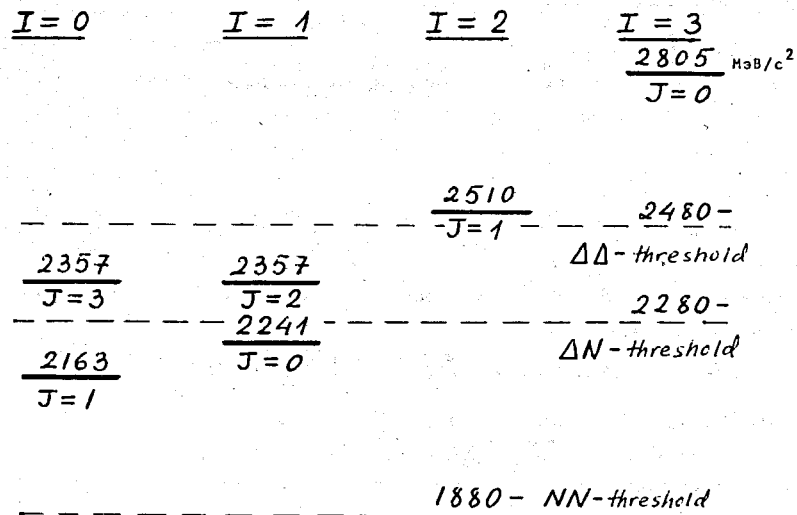 I = 0 I = 1 I = 2 I = 3
2805 МэВ/с²
J=0
2510 2480-
-J=1
ΔΔ-threshold
2357 2357
J=3 J=2
2280-
2241
ΔN-threshold
2163 J=0
J=1
1880- NN-threshold